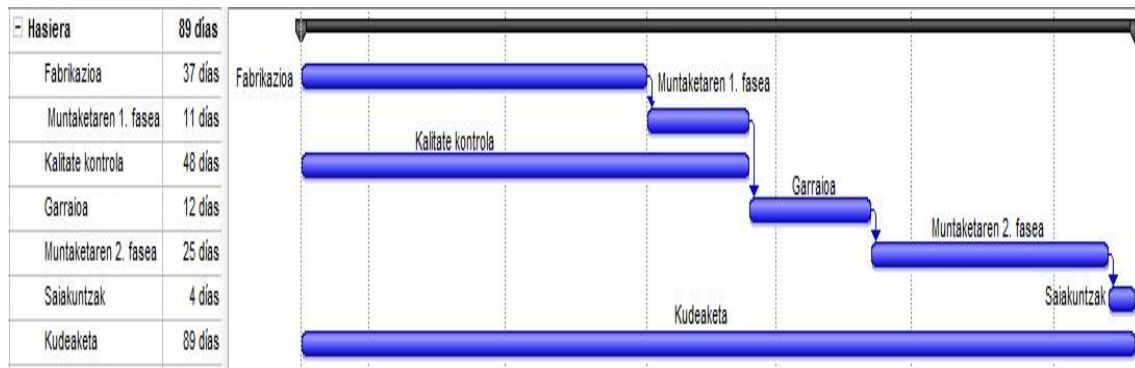 Hasiera 89 días
Fabrikazioa 37 días
Muntaketaren 1. fasea 11 días
Kalitate kontrola 48 días
Garraioa 12 días
Muntaketaren 2. fasea 25 días
Saiakuntzak 4 días
Kudeaketa 89 días
Fabrikazioa
Muntaketaren 1. fasea
Kalitate kontrola
Garraioa
Muntaketaren 2. fasea
Saiakuntzak
Kudeaketa